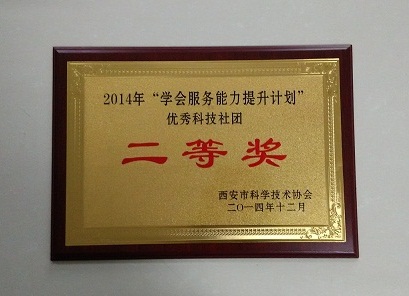 2014年“学会服务能力提升计划”
优秀科技社团
二等奖
西安市科学技术协会
二〇一四年十二月